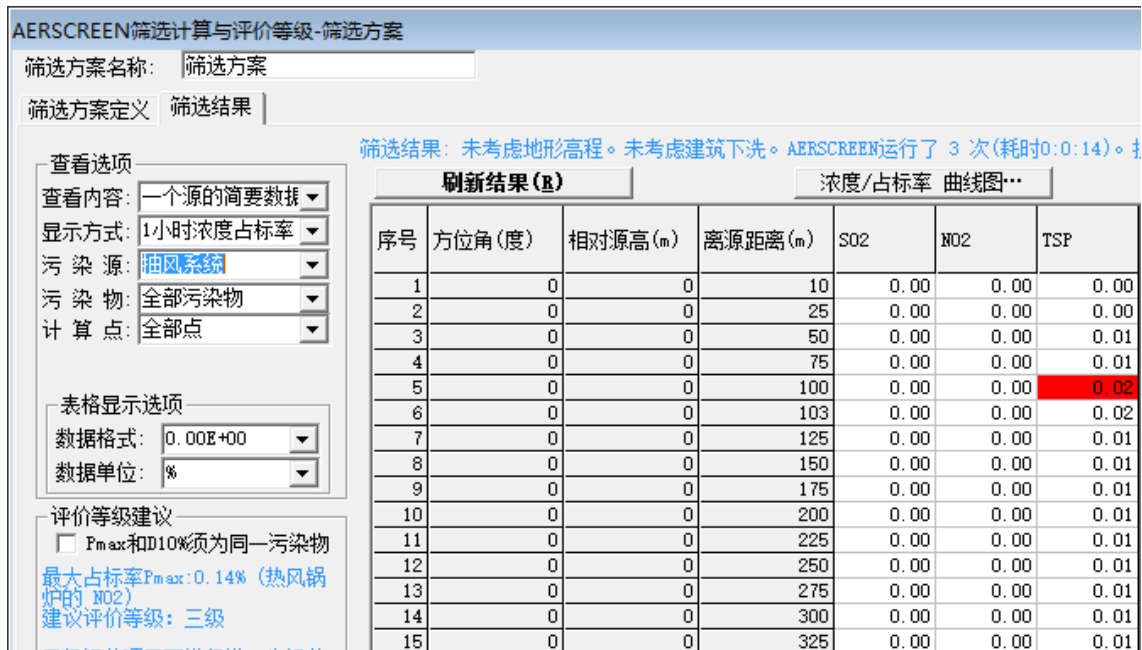 AERSCREEN筛选计算与评价等级-筛选方案
筛选方案名称: 筛选方案
筛选方案定义 筛选结果
筛选结果: 未考虑地形高程。未考虑建筑下洗。AERSCREEN运行了 3 次(耗时0:0:14)。
查看选项
查看内容: 一个源的简要数据
显示方式: 1小时浓度占标率
污 染 源: 抽风系统
污 染 物: 全部污染物
计 算 点: 全部点
表格显示选项
数据格式: 0.00E+00
数据单位: %
评价等级建议
Pmax和D10%须为同一污染物
最大占标率Pmax:0.14% (热风锅
炉的 NO2)
建议评价等级: 三级
刷新结果(R) 浓度/占标率 曲线图…
序号 方位角(度) 相对源高(m) 离源距离(m) SO2 NO2 TSP
1 0 0 10 0.00 0.00 0.00
2 0 0 25 0.00 0.00 0.00
3 0 0 50 0.00 0.00 0.01
4 0 0 75 0.00 0.00 0.01
5 0 0 100 0.00 0.00 0.02
6 0 0 103 0.00 0.00 0.02
7 0 0 125 0.00 0.00 0.01
8 0 0 150 0.00 0.00 0.01
9 0 0 175 0.00 0.00 0.01
10 0 0 200 0.00 0.00 0.01
11 0 0 225 0.00 0.00 0.01
12 0 0 250 0.00 0.00 0.01
13 0 0 275 0.00 0.00 0.01
14 0 0 300 0.00 0.00 0.01
15 0 0 325 0.00 0.00 0.01